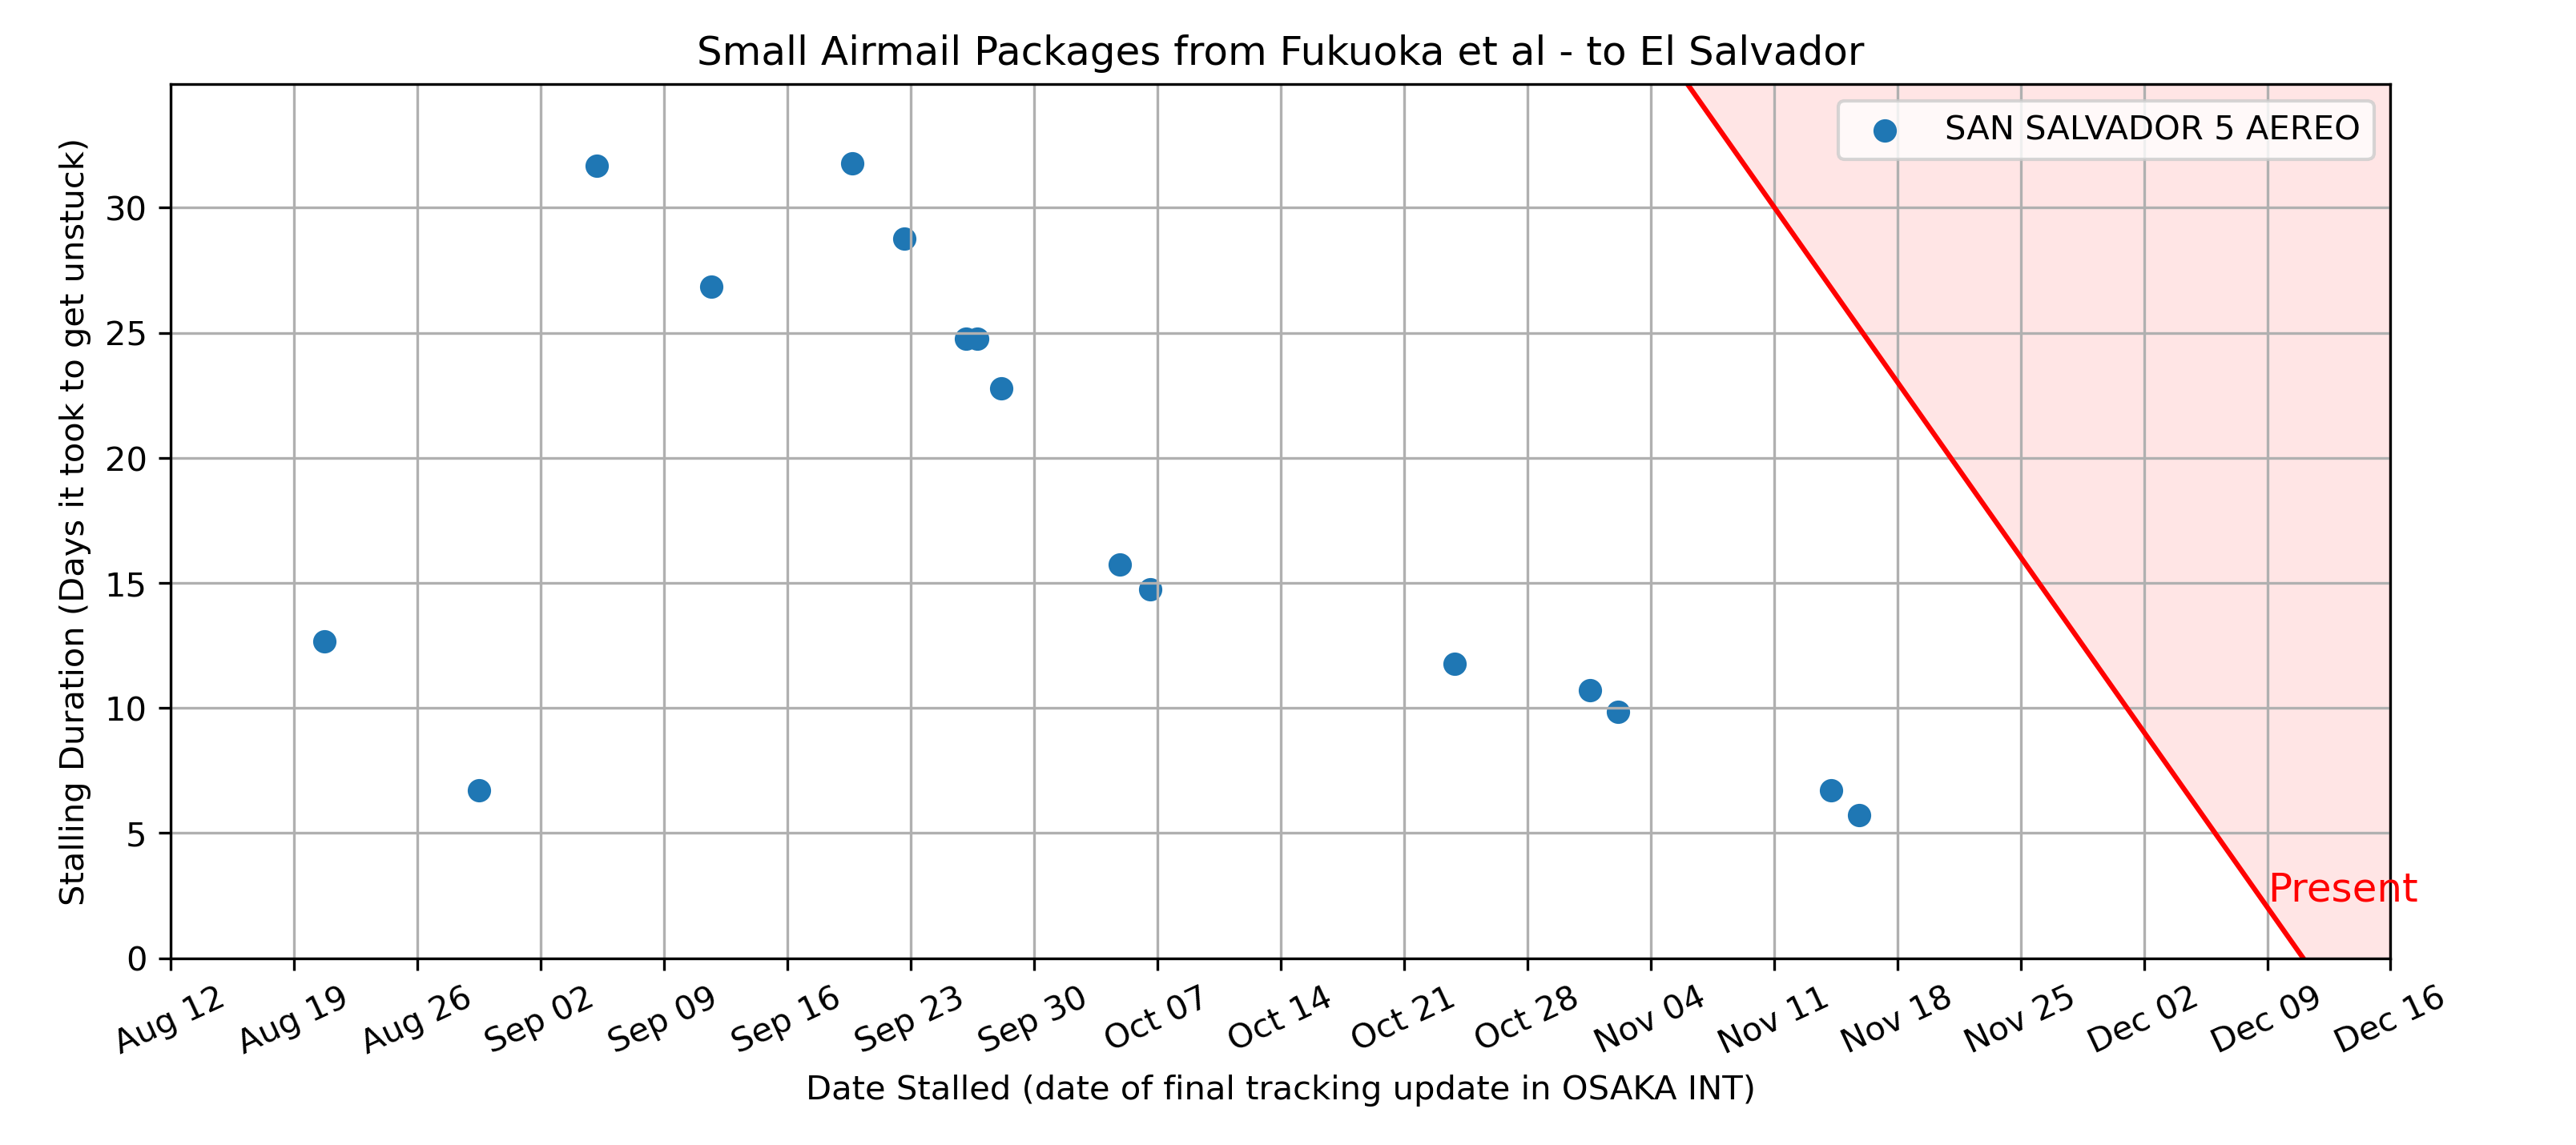 Small Airmail Packages from Fukuoka et al - to El Salvador
SAN SALVADOR 5 AEREO
Stalling Duration (Days it took to get unstuck)
30
25
20
15
10
5
0
Present
Aug 12
Aug 19
Aug 26
Sep 02
Sep 09
Sep 16
Sep 23
Sep 30
Oct 07
Oct 14
Oct 21
Oct 28
Nov 04
Nov 11
Nov 18
Nov 25
Dec 02
Dec 09
Dec 16
Date Stalled (date of final tracking update in OSAKA INT)